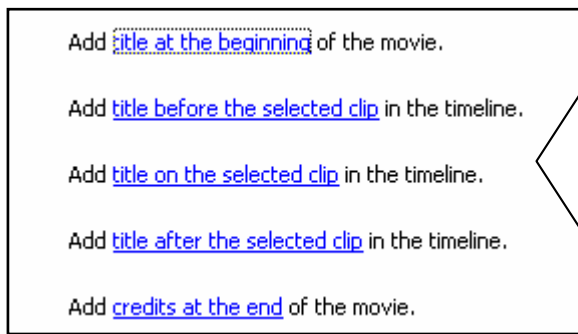 Add title at the beginning of the movie.
Add title before the selected clip in the timeline.
Add title on the selected clip in the timeline.
Add title after the selected clip in the timeline.
Add credits at the end of the movie.